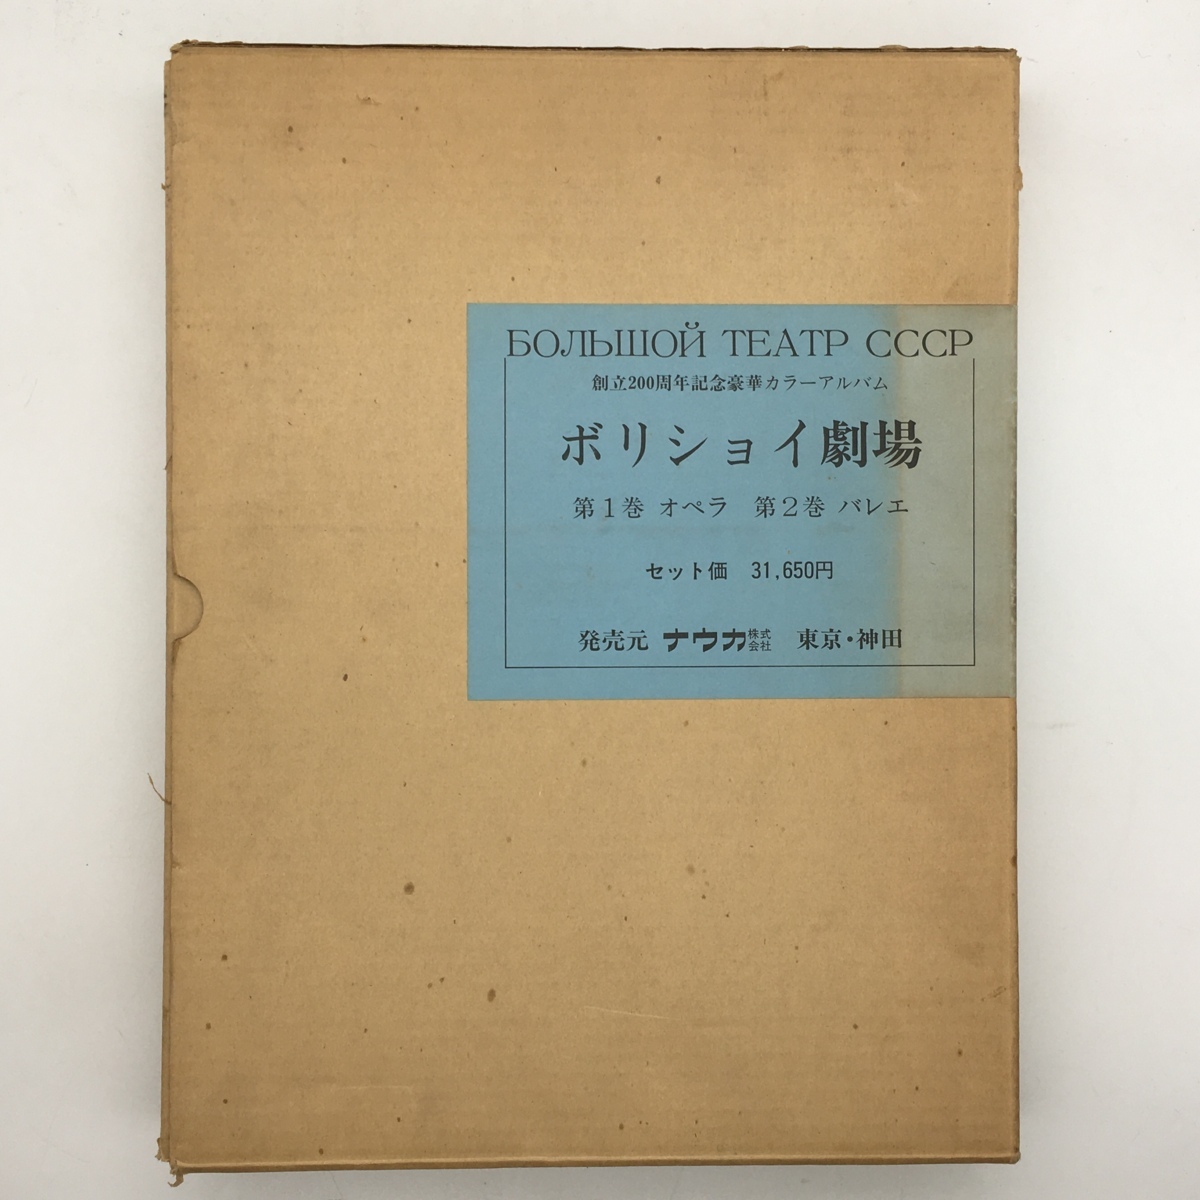 БОЛЬШОЙ ТЕАТР СССР
創立200周年記念豪華カラーアルバム
ボリショイ劇場
第1巻 オペラ 第2巻 バレエ
セット価 31,650円
発売元 ナウカ株式会社 東京・神田